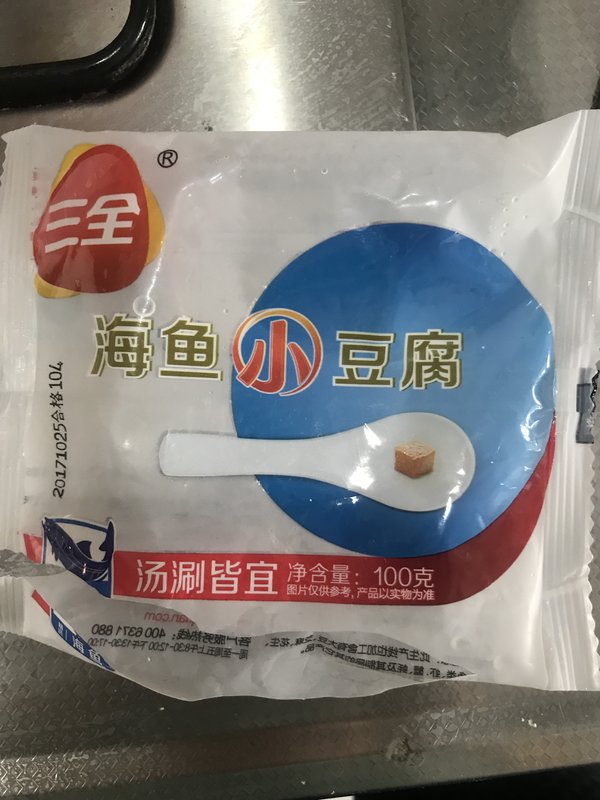 三全
®
海鱼小豆腐
20171025合格104
汤涮皆宜
净含量：100克
图片仅供参考，产品以实物为准
400 6371 880